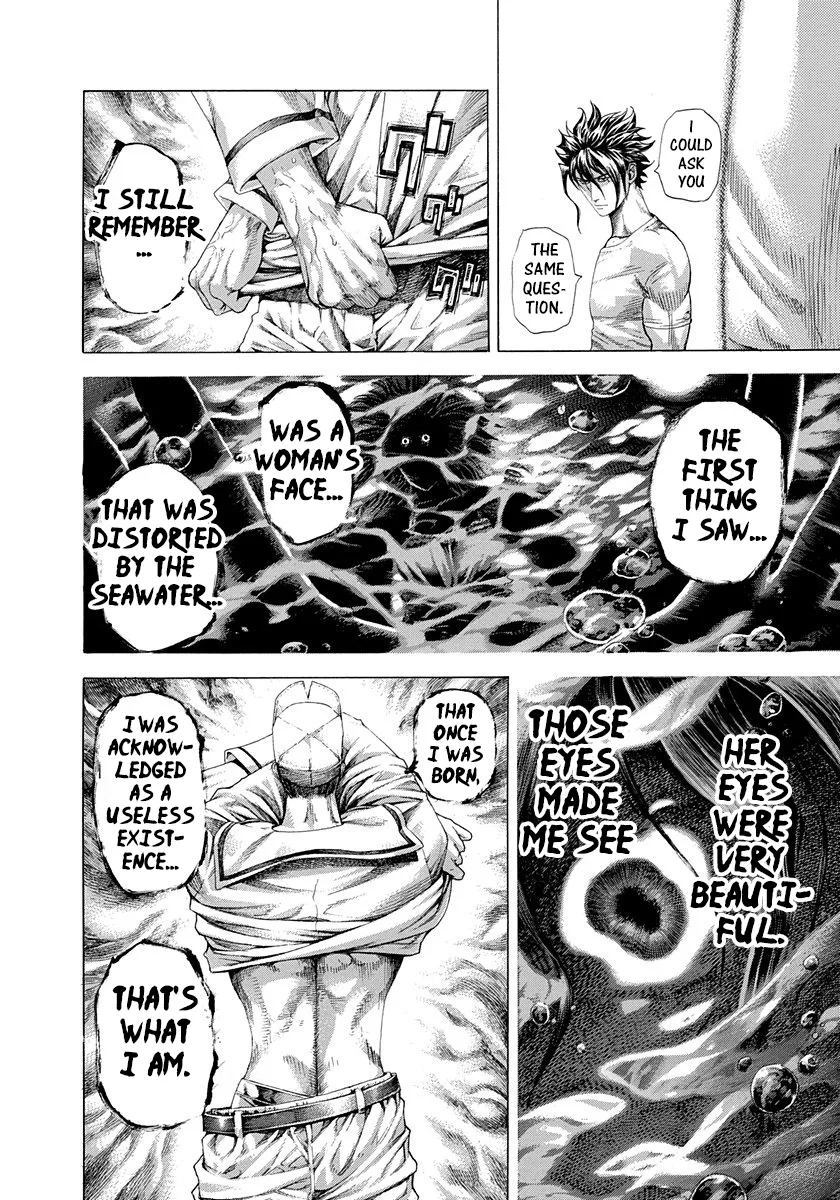 I
COULD
ASK
YOU
THE
SAME
QUES-
TION.
I STILL
REMEMBER
...
THE
FIRST
THING
I SAW...
WAS A
WOMAN'S
FACE...
THAT WAS
DISTORTED
BY THE
SEAWATER...
HER
EYES
WERE
VERY
BEAUTI-
FUL.
THOSE
EYES
MADE
ME SEE
THAT
ONCE
I WAS
BORN,
I WAS
ACKNOW-
LEDGED
AS A
USELESS
EXIST-
ENCE...
THAT'S
WHAT
I AM.